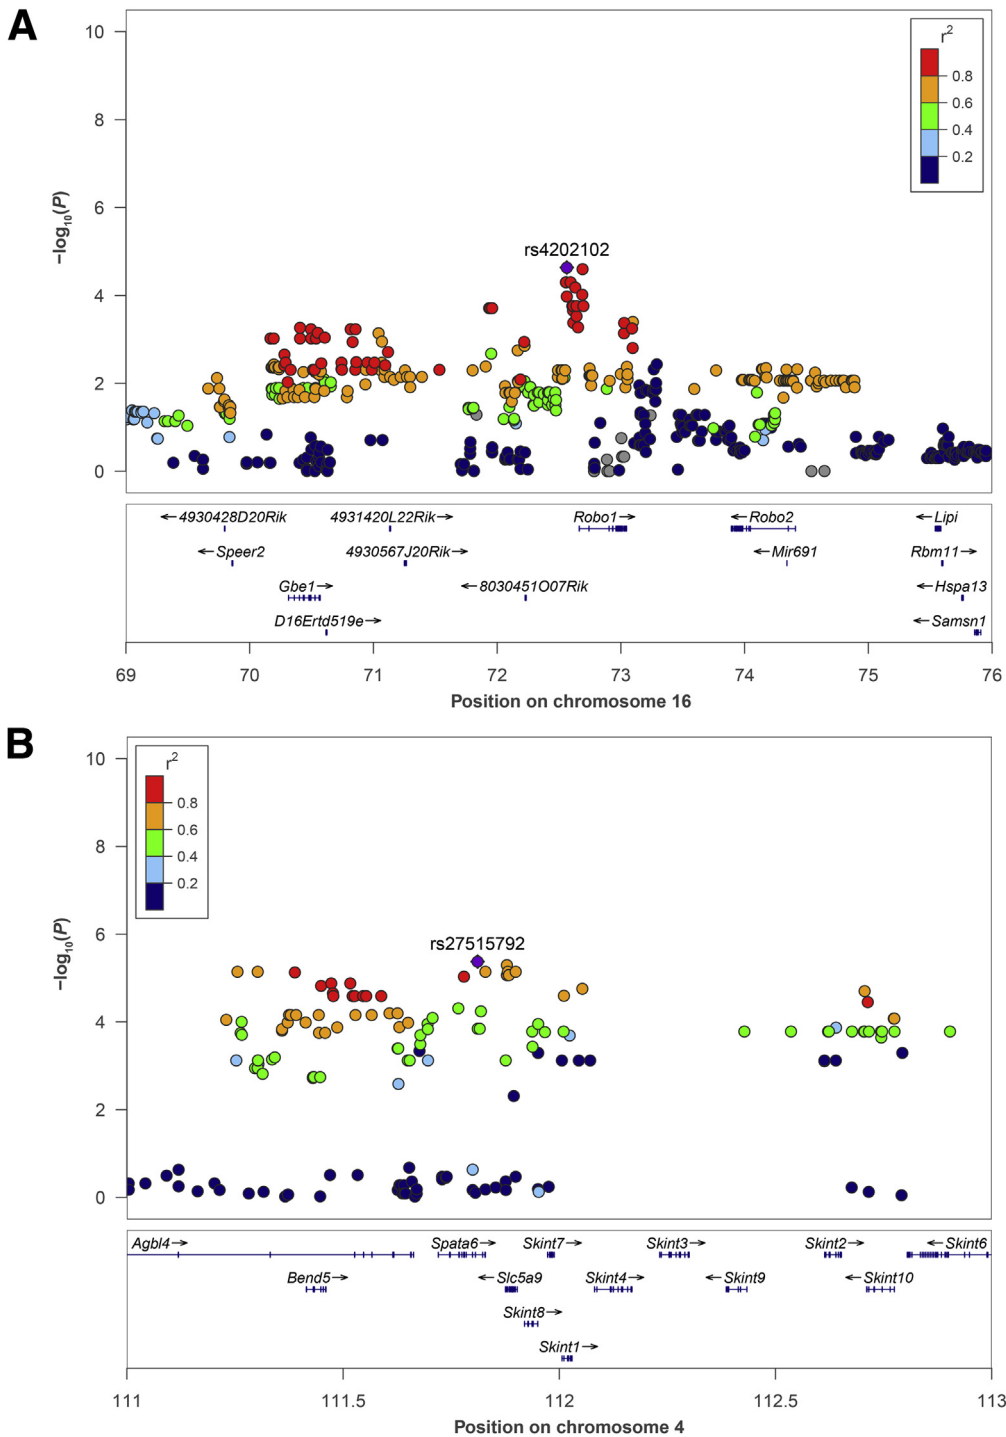 A
10
8
6
4
2
0
−log10(P)
r2
0.8
0.6
0.4
0.2
rs4202102
4930428D20Rik
4931420L22Rik
Robo1
Robo2
Lipi
Speer2
4930567J20Rik
Mir691
Rbm11
Gbe1
8030451O07Rik
Hspa13
D16Ertd519e
Samsn1
69 70 71 72 73 74 75 76
Position on chromosome 16
B
10
8
6
4
2
0
−log10(P)
r2
0.8
0.6
0.4
0.2
rs27515792
Agbl4
Spata6
Skint7
Skint3
Skint2
Skint6
Bend5
Slc5a9
Skint4
Skint9
Skint10
Skint8
Skint1
111 111.5 112 112.5 113
Position on chromosome 4